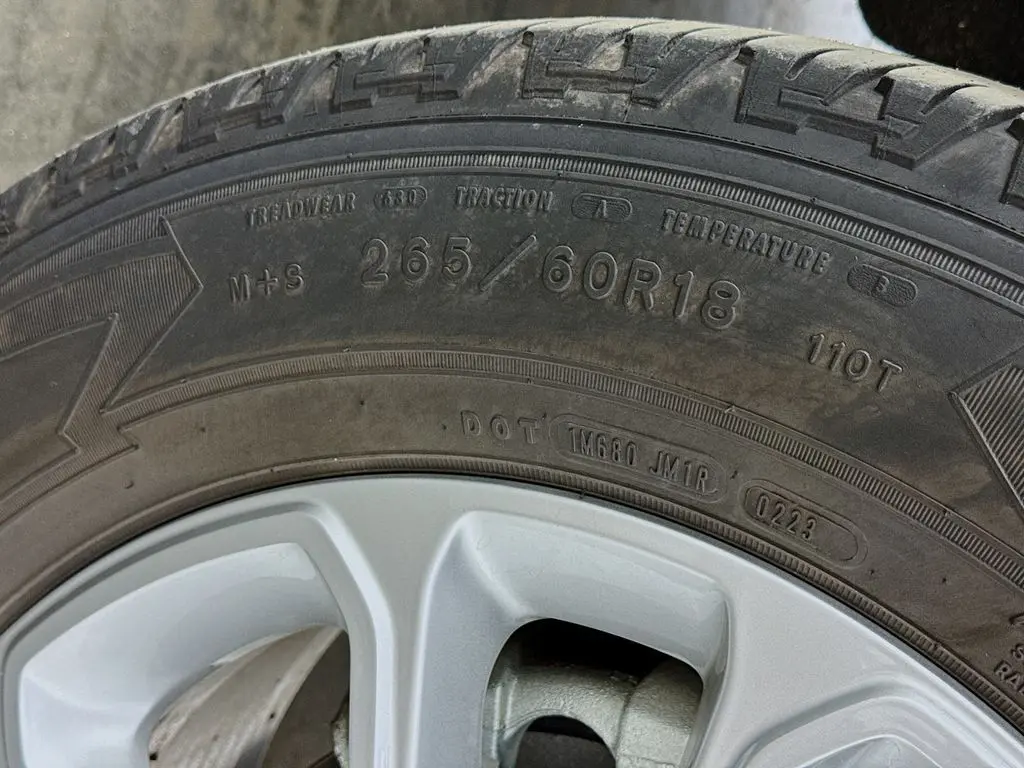 TREADWEAR 680 TRACTION A TEMPERATURE B
M+S 265/60R18 110T
DOT 1M680 JM1R 0223